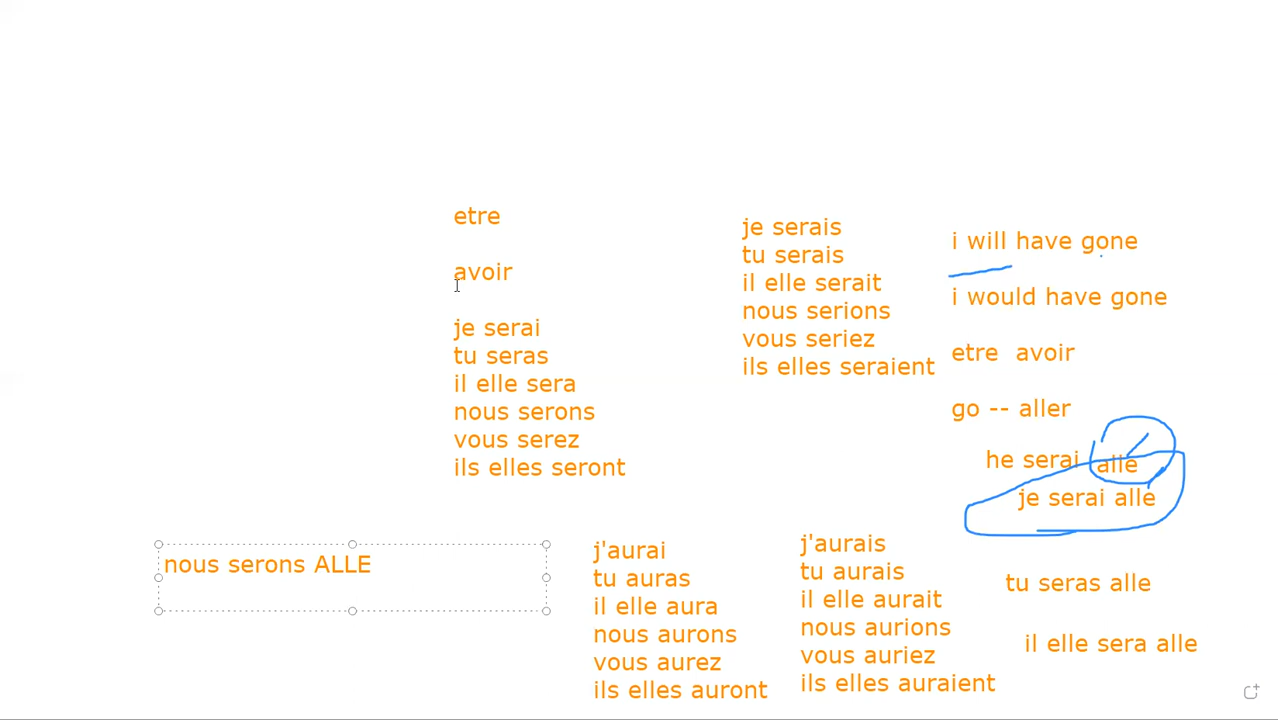 etre
avoir
je serai
tu seras
il elle sera
nous serons
vous serez
ils elles seront
je serais
tu serais
il elle serait
nous serions
vous seriez
ils elles seraient
i will have gone
i would have gone
etre avoir
go -- aller
he serai alle
je serai alle
tu seras alle
il elle sera alle
nous serons ALLE
j'aurai
tu auras
il elle aura
nous aurons
vous aurez
ils elles auront
j'aurais
tu aurais
il elle aurait
nous aurions
vous auriez
ils elles auraient